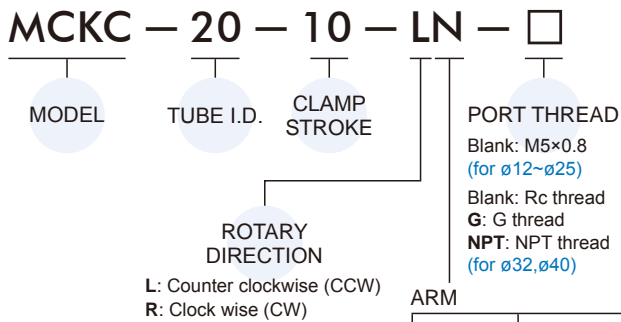 MCKC – 20 – 10 – LN – □
MODEL
TUBE I.D.
CLAMP
STROKE
PORT THREAD
Blank: M5×0.8
(for ø12~ø25)
Blank: Rc thread
G: G thread
NPT: NPT thread
(for ø32,ø40)
ROTARY
DIRECTION
L: Counter clockwise (CCW)
R: Clock wise (CW)
ARM